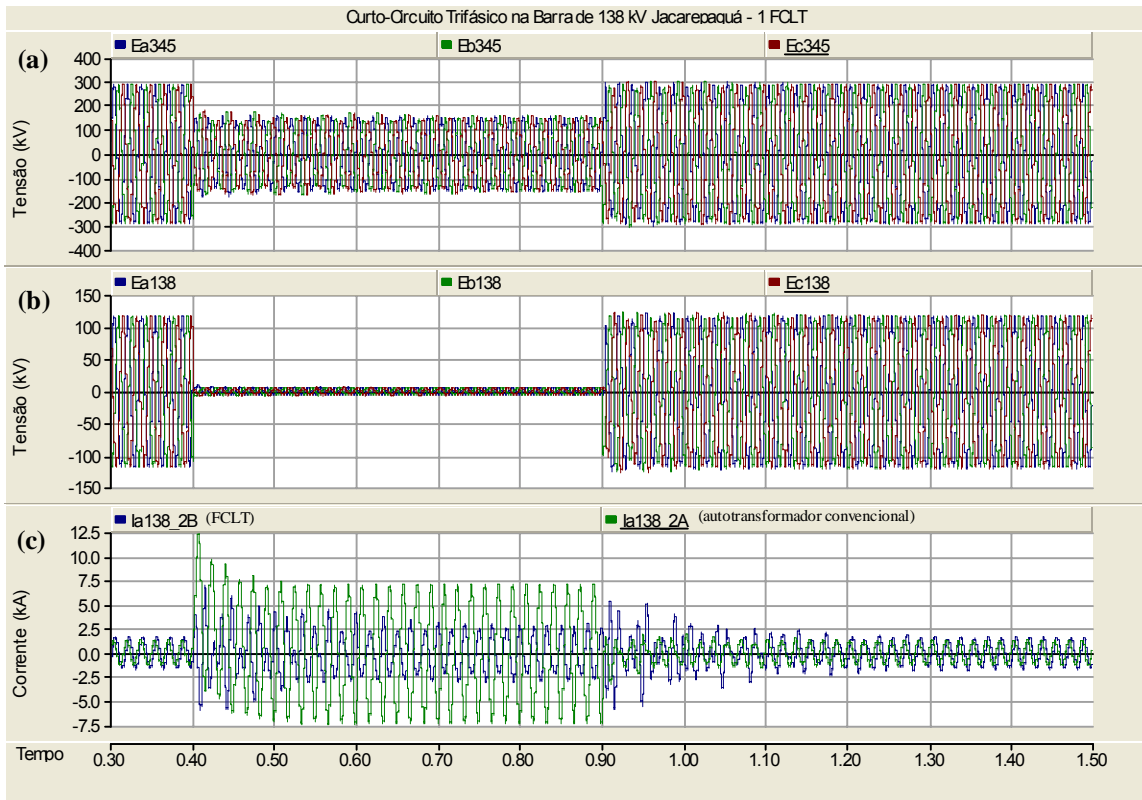 Curto-Circuito Trifásico na Barra de 138 kV Jacarepaguá - 1 FCLT
(a)
Ea345 Eb345 Ec345
Tensão (kV)
400
300
200
100
0
-100
-200
-300
-400
(b)
Ea138 Eb138 Ec138
Tensão (kV)
150
100
50
0
-50
-100
-150
(c)
Ia138_2B (FCLT) Ia138_2A (autotransformador convencional)
Corrente (kA)
12.5
10.0
7.5
5.0
2.5
0.0
-2.5
-5.0
-7.5
Tempo 0.30 0.40 0.50 0.60 0.70 0.80 0.90 1.00 1.10 1.20 1.30 1.40 1.50